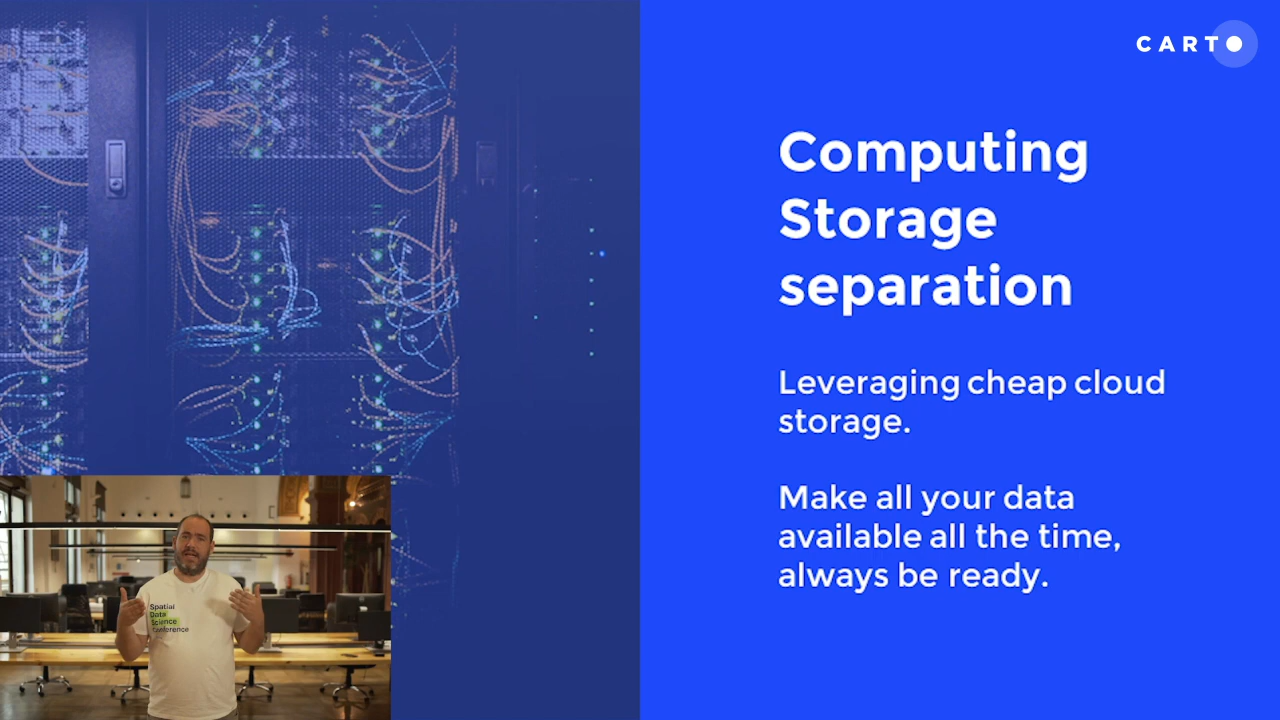 CARTO
Computing
Storage
separation
Leveraging cheap cloud
storage.
Make all your data
available all the time,
always be ready.
Spatial
Data
Science
Conference